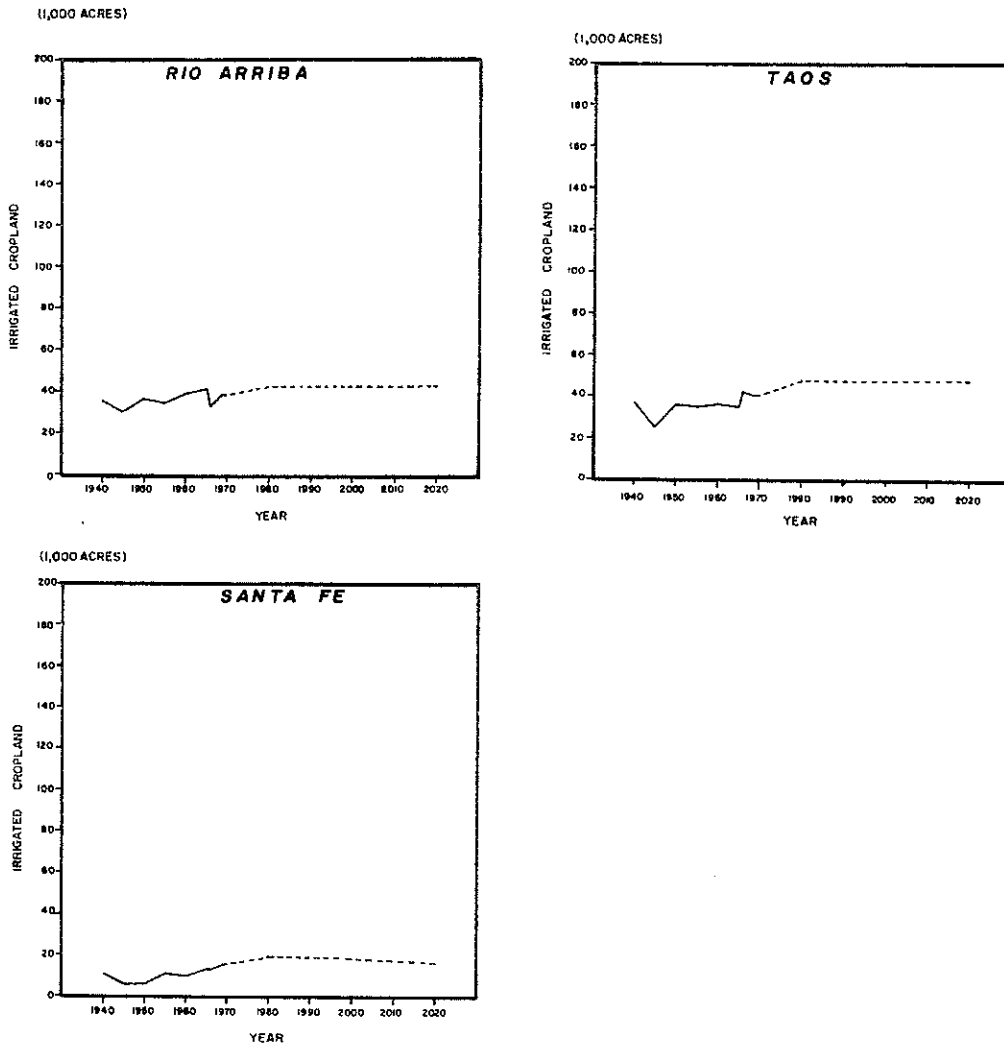 (1,000 ACRES)
RIO ARRIBA
200
180
160
140
120
100
80
60
40
20
0
IRRIGATED CROPLAND
1940 1950 1960 1970 1980 1990 2000 2010 2020
YEAR
(1,000 ACRES)
TAOS
200
180
160
140
120
100
80
60
40
20
0
IRRIGATED CROPLAND
1940 1950 1960 1970 1980 1990 2000 2010 2020
YEAR
(1,000 ACRES)
SANTA FE
200
180
160
140
120
100
80
60
40
20
0
IRRIGATED CROPLAND
1940 1950 1960 1970 1980 1990 2000 2010 2020
YEAR